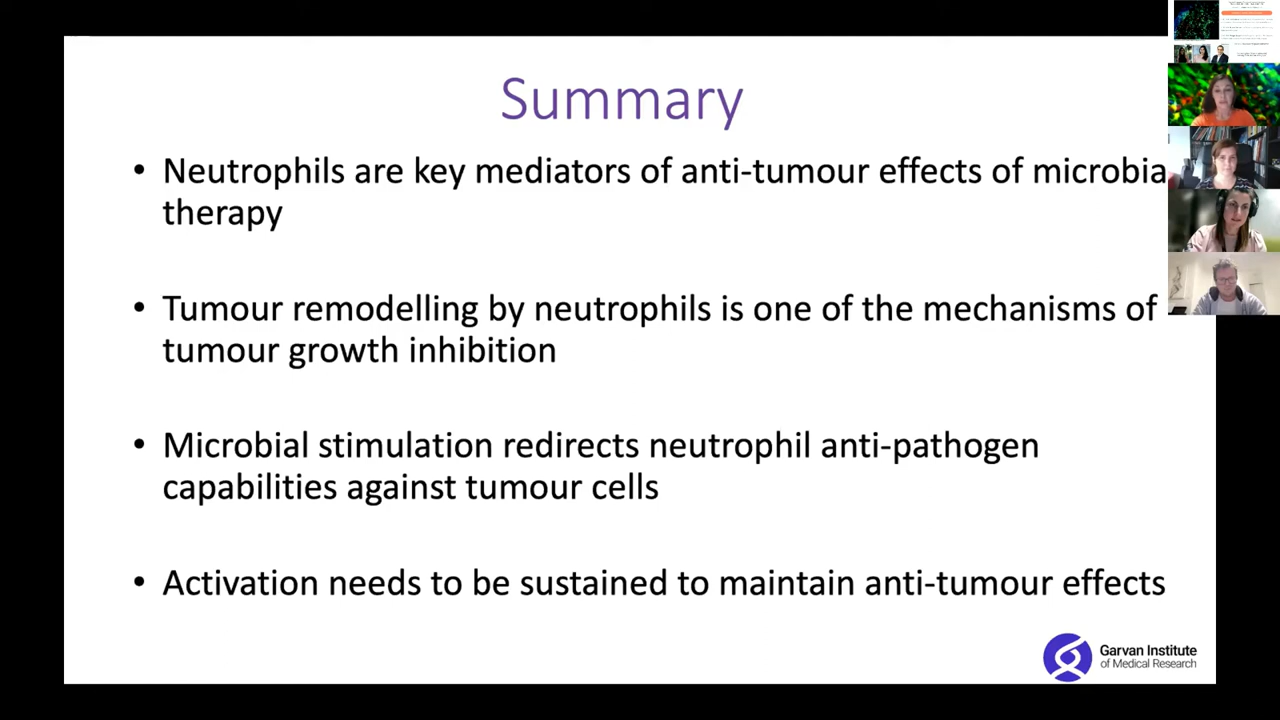 Summary
• Neutrophils are key mediators of anti-tumour effects of microbia
therapy
• Tumour remodelling by neutrophils is one of the mechanisms of
tumour growth inhibition
• Microbial stimulation redirects neutrophil anti-pathogen
capabilities against tumour cells
• Activation needs to be sustained to maintain anti-tumour effects
Garvan Institute
of Medical Research